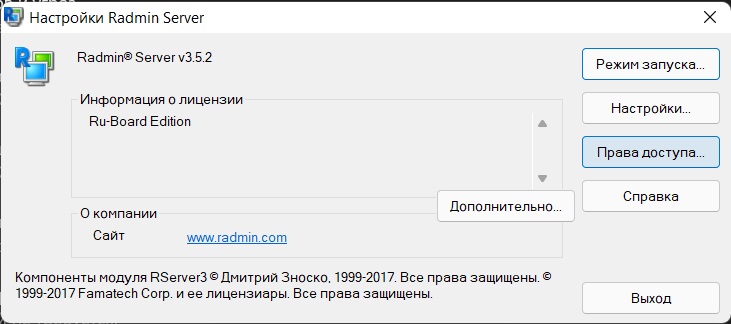 Настройки Radmin Server
Radmin® Server v3.5.2
Режим запуска...
Информация о лицензии
Ru-Board Edition
Настройки...
Права доступа...
Справка
Дополнительно...
О компании
Сайт www.radmin.com
Компоненты модуля RServer3 © Дмитрий Зноско, 1999-2017. Все права защищены. ©
1999-2017 Famatech Corp. и ее лицензиары. Все права защищены.
Выход